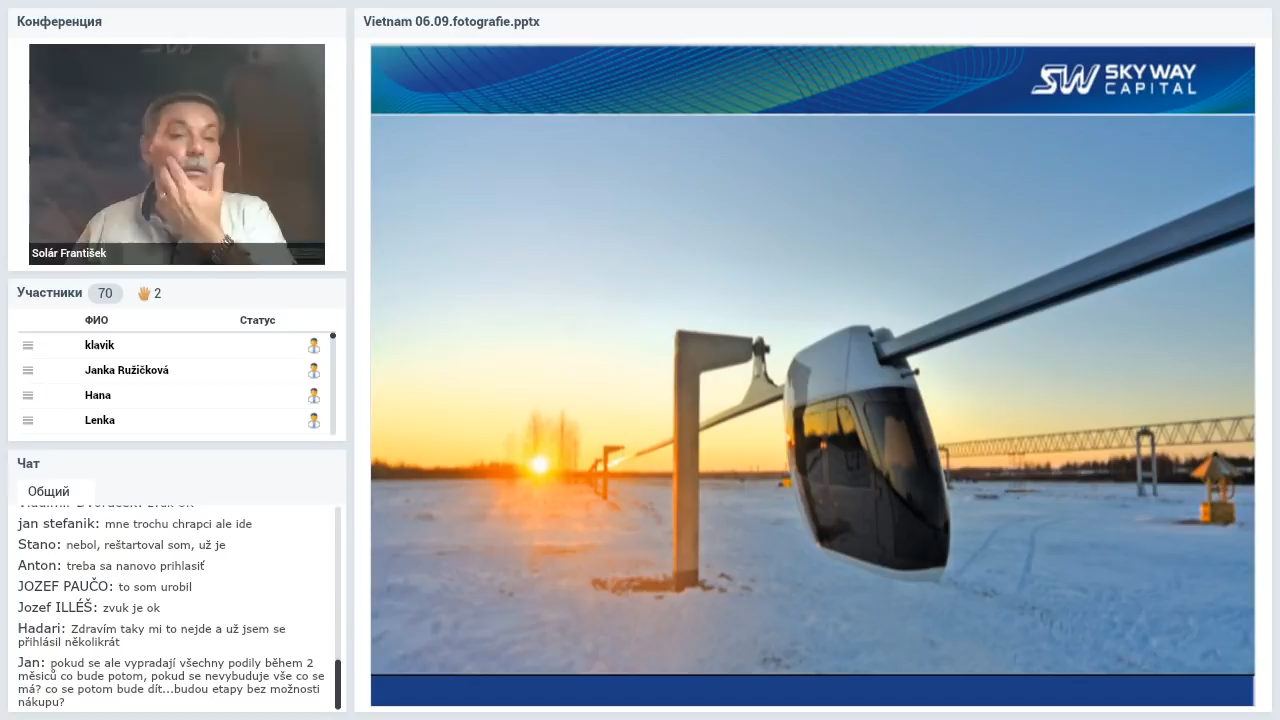 Конференция
Solár František
Участники 70 2
ФИО Статус
klavik
Janka Ružičková
Hana
Lenka
Чат
Общий
jan stefanik: mne trochu chrapci ale ide
Stano: nebol, reštartoval som, už je
Anton: treba sa nanovo prihlasiť
JOZEF PAUČO: to som urobil
Jozef ILLÉŠ: zvuk je ok
Hadari: Zdravím taky mi to nejde a už jsem se
přihlásil několikrát
Jan: pokud se ale vypradají všechny podily během 2
měsiců co bude potom, pokud se nevybuduje vše co se
má? co se potom bude dít...budou etapy bez možnosti
nákupu?
Vietnam 06.09.fotografie.pptx
SW SKY WAY
CAPITAL